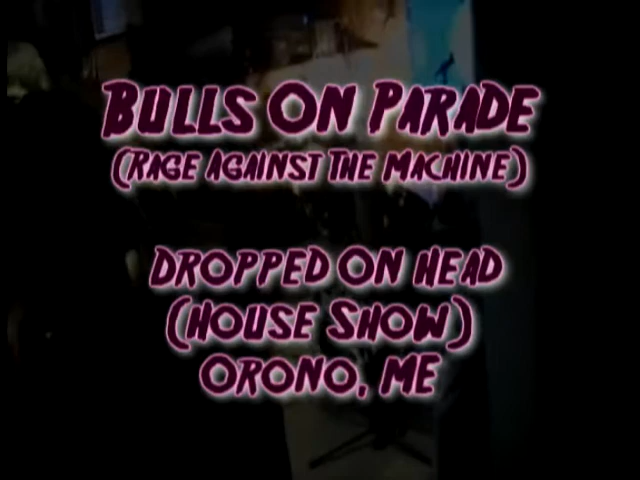 BULLS ON PARADE
(RAGE AGAINST THE MACHINE)
DROPPED ON HEAD
(HOUSE SHOW)
ORONO, ME